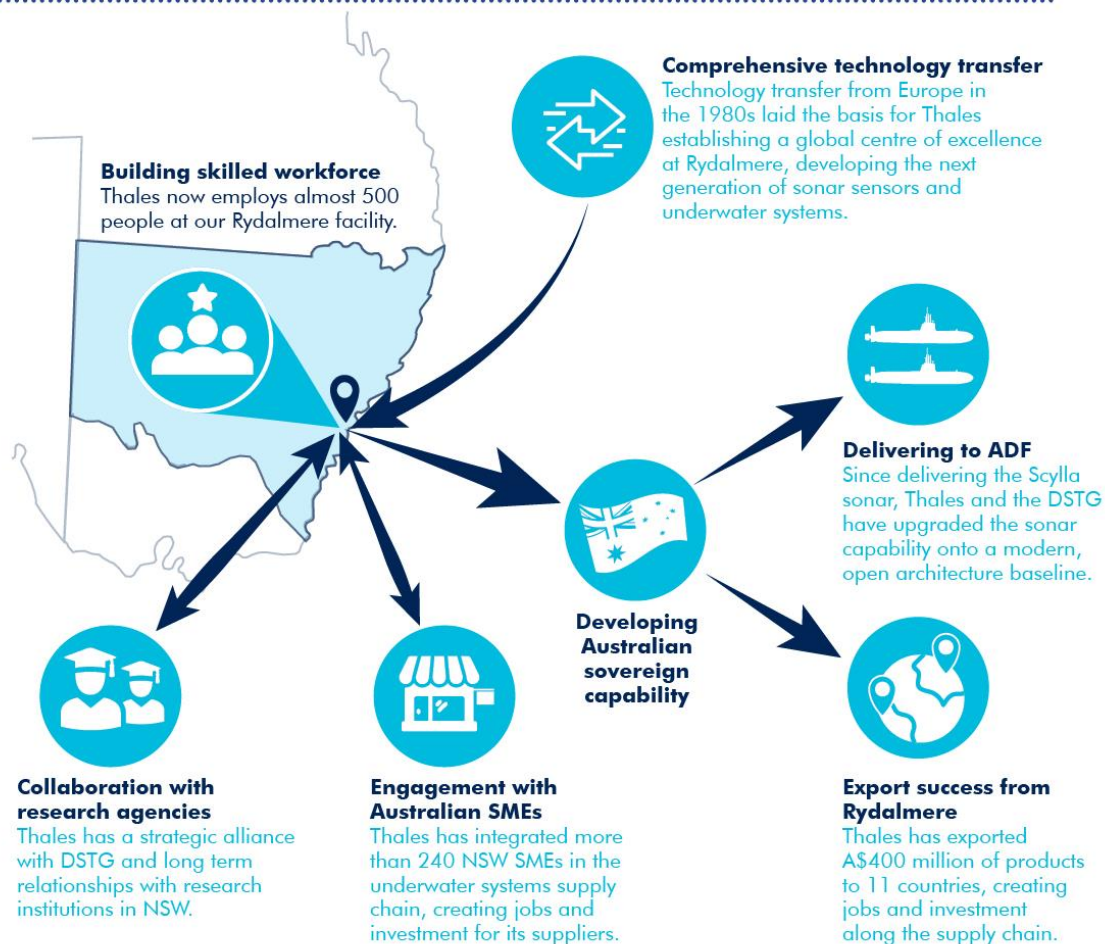 Comprehensive technology transfer
Technology transfer from Europe in
the 1980s laid the basis for Thales
establishing a global centre of excellence
at Rydalmere, developing the next
generation of sonar sensors and
underwater systems.
Building skilled workforce
Thales now employs almost 500
people at our Rydalmere facility.
Delivering to ADF
Since delivering the Scylla
sonar, Thales and the DSTG
have upgraded the sonar
capability onto a modern,
open architecture baseline.
Developing
Australian
sovereign
capability
Collaboration with
research agencies
Thales has a strategic alliance
with DSTG and long term
relationships with research
institutions in NSW.
Engagement with
Australian SMEs
Thales has integrated more
than 240 NSW SMEs in the
underwater systems supply
chain, creating jobs and
investment for its suppliers.
Export success from
Rydalmere
Thales has exported
A$400 million of products
to 11 countries, creating
jobs and investment
along the supply chain.